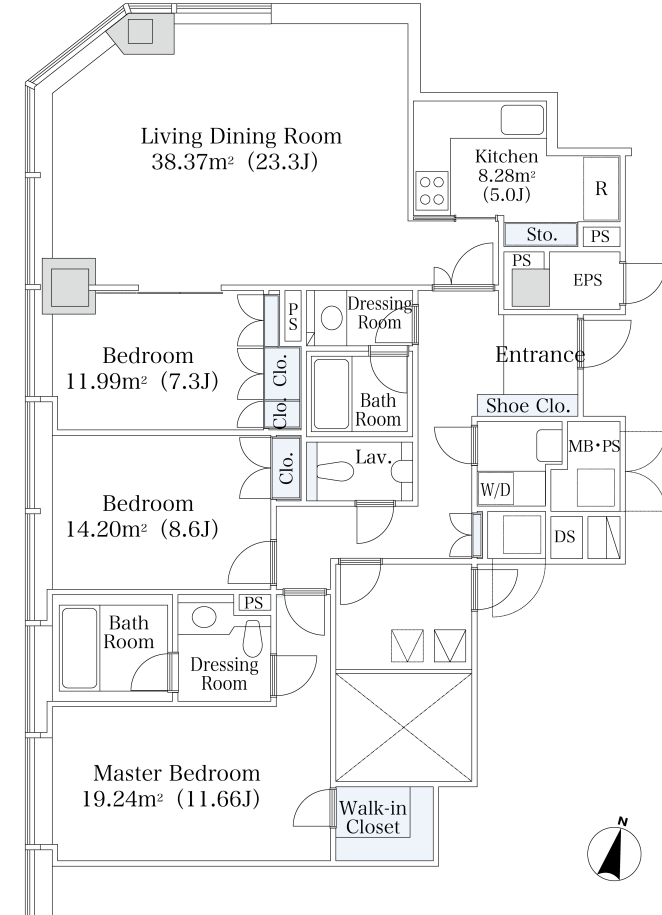 Living Dining Room
38.37m² (23.3J)
Kitchen
8.28m²
(5.0J)
R
Sto.
PS
PS
EPS
P
S
Dressing
Room
Bedroom
11.99m² (7.3J)
Clo.
Clo.
Entrance
Bath
Room
Shoe Clo.
Lav.
MB・PS
Clo.
Bedroom
14.20m² (8.6J)
W/D
DS
PS
Bath
Room
Dressing
Room
Master Bedroom
19.24m² (11.66J)
Walk-in
Closet
N